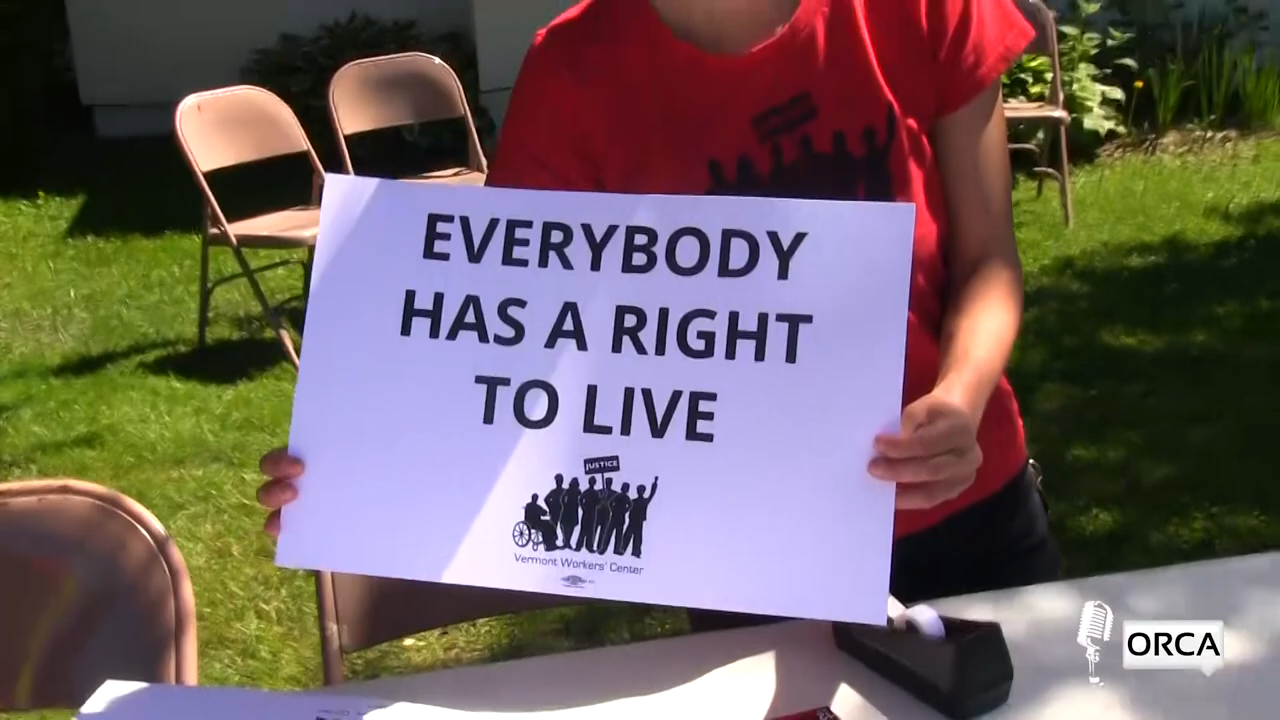 EVERYBODY
HAS A RIGHT
TO LIVE
JUSTICE
Vermont Workers' Center
ORCA